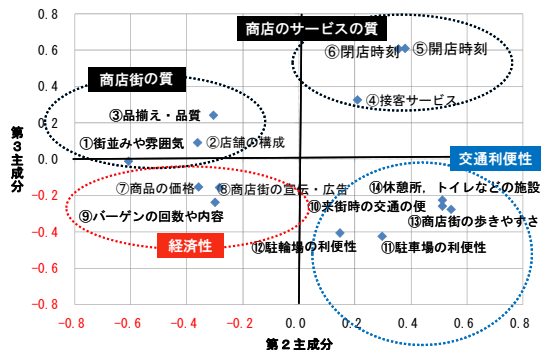 0.8
0.6
0.4
0.2
0.0
-0.2
-0.4
-0.6
-0.8
第3主成分
商店のサービスの質
⑥閉店時刻
⑤開店時刻
商店街の質
④接客サービス
③品揃え・品質
①街並みや雰囲気
②店舗の構成
交通利便性
⑦商品の価格
⑧商店街の宣伝・広告
⑭休憩所，トイレなどの施設
⑨バーゲンの回数や内容
⑩来街時の交通の便
⑬商店街の歩きやすさ
経済性
⑫駐輪場の利便性
⑪駐車場の利便性
-0.8
-0.6
-0.4
-0.2
0.0
0.2
0.4
0.6
0.8
第２主成分